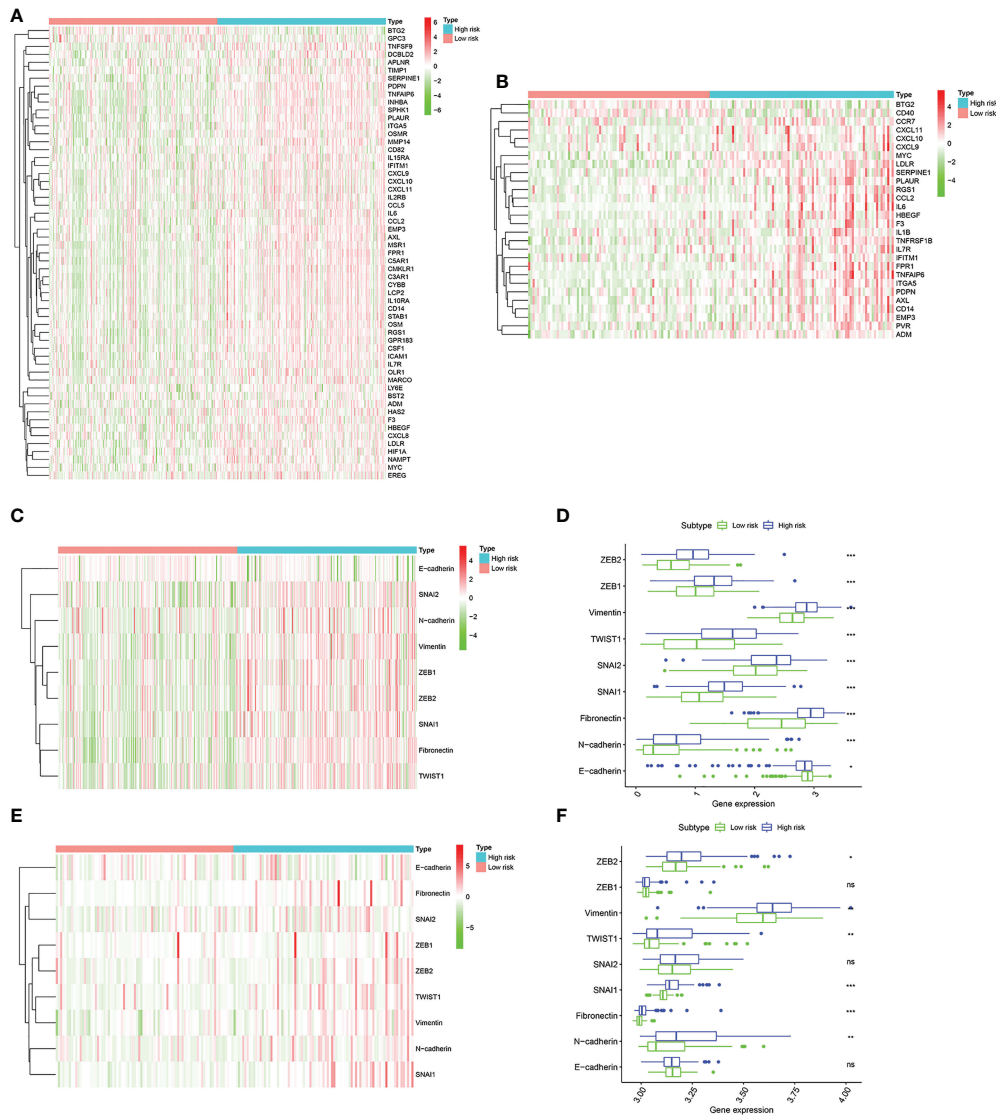 A
Type
BTG2
GPC3
TNFSF9
DCBLD2
APLNR
TIMP1
SERPINE1
PDPN
TNFAIP6
INHBA
SPHK1
PLAUR
ITGA5
OSMR
MMP14
CD82
IL15RA
IFITM1
CXCL9
CXCL10
CXCL11
IL2RB
CCL5
IL6
CCL2
EMP3
AXL
MSR1
FPR1
C5AR1
CMKLR1
C3AR1
CYBB
LCP2
IL10RA
CD14
STAB1
OSM
RGS1
GPR183
CSF1
ICAM1
IL7R
OLR1
MARCO
LY6E
BST2
ADM
HAS2
F3
HBEGF
CXCL8
LDLR
HIF1A
NAMPT
MYC
EREG
6
4
2
0
−2
−4
−6
Type
High risk
Low risk
B
Type
BTG2
CD40
CCR7
CXCL11
CXCL10
CXCL9
MYC
LDLR
SERPINE1
PLAUR
RGS1
CCL2
IL6
HBEGF
F3
IL1B
TNFRSF1B
IL7R
IFITM1
FPR1
TNFAIP6
ITGA5
PDPN
AXL
CD14
EMP3
PVR
ADM
4
2
0
−2
−4
Type
High risk
Low risk
C
Type
E−cadherin
SNAI2
N−cadherin
Vimentin
ZEB1
ZEB2
SNAI1
Fibronectin
TWIST1
4
2
0
−2
−4
Type
High risk
Low risk
D
Subtype Low risk High risk
ZEB2 ***
ZEB1 ***
Vimentin ***
TWIST1 ***
SNAI2 ***
SNAI1 ***
Fibronectin ***
N−cadherin ***
E−cadherin *
0 1 2 3
Gene expression
E
Type
E−cadherin
Fibronectin
SNAI2
ZEB1
ZEB2
TWIST1
Vimentin
N−cadherin
SNAI1
5
0
−5
Type
High risk
Low risk
F
Subtype Low risk High risk
ZEB2 *
ZEB1 ns
Vimentin
TWIST1 **
SNAI2 ns
SNAI1 ***
Fibronectin ***
N−cadherin **
E−cadherin ns
3.00 3.25 3.50 3.75 4.00
Gene expression